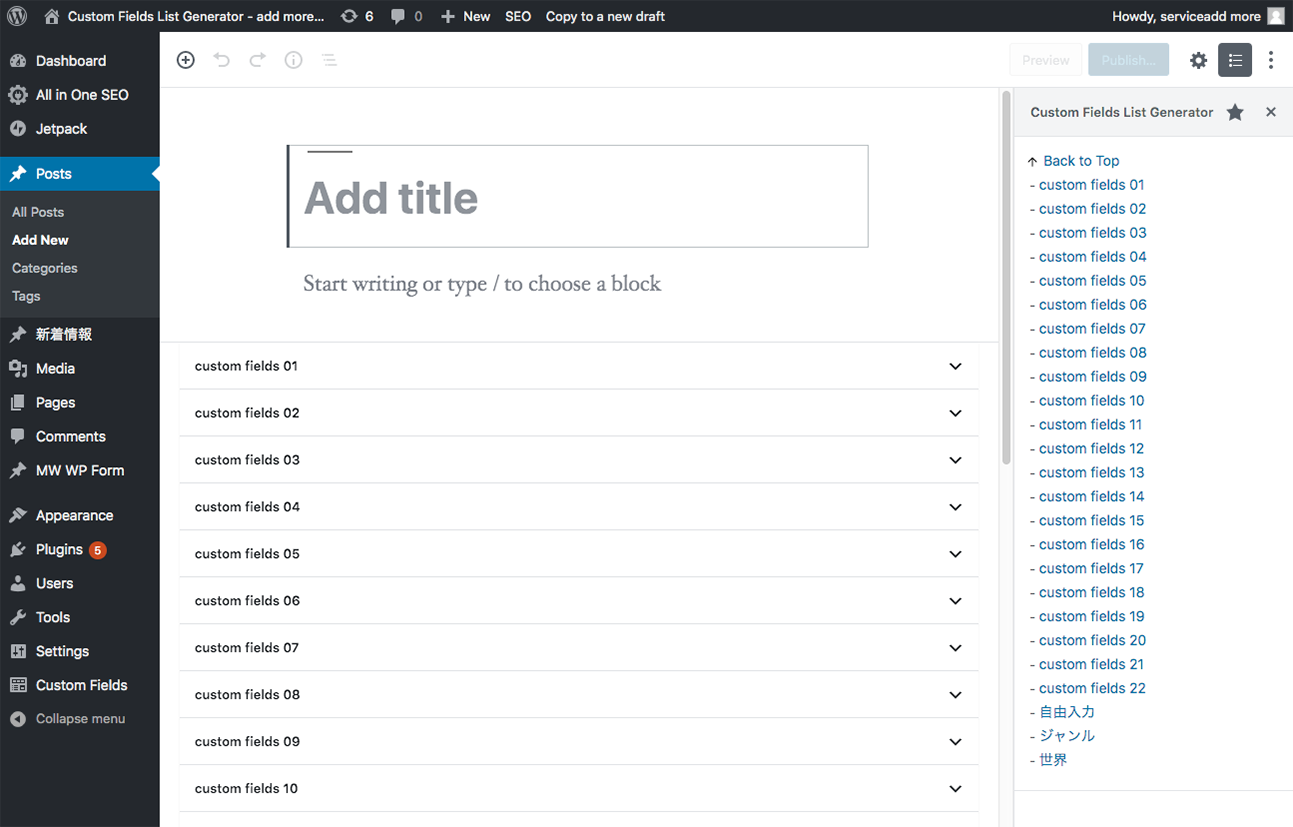 Custom Fields List Generator - add more... 6 0 New SEO Copy to a new draft Howdy, serviceadd more
Dashboard
All in One SEO
Jetpack
Posts
All Posts
Add New
Categories
Tags
新着情報
Media
Pages
Comments
MW WP Form
Appearance
Plugins 5
Users
Tools
Settings
Custom Fields
Collapse menu
Preview Publish...
Add title
Start writing or type / to choose a block
custom fields 01
custom fields 02
custom fields 03
custom fields 04
custom fields 05
custom fields 06
custom fields 07
custom fields 08
custom fields 09
custom fields 10
Custom Fields List Generator
↑ Back to Top
- custom fields 01
- custom fields 02
- custom fields 03
- custom fields 04
- custom fields 05
- custom fields 06
- custom fields 07
- custom fields 08
- custom fields 09
- custom fields 10
- custom fields 11
- custom fields 12
- custom fields 13
- custom fields 14
- custom fields 15
- custom fields 16
- custom fields 17
- custom fields 18
- custom fields 19
- custom fields 20
- custom fields 21
- custom fields 22
- 自由入力
- ジャンル
- 世界